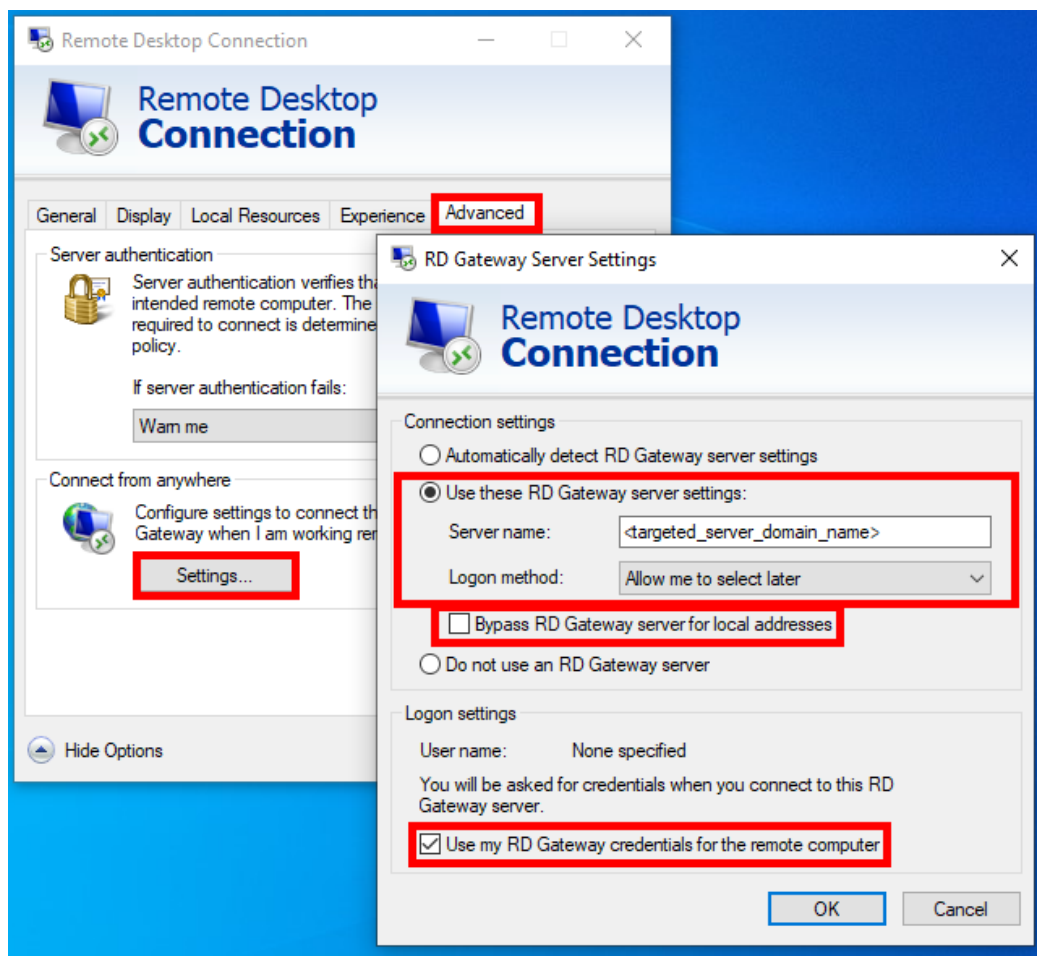 Remote Desktop Connection
Remote Desktop
Connection
General Display Local Resources Experience Advanced
Server authentication
Server authentication verifies tha
intended remote computer. The
required to connect is determine
policy.
If server authentication fails:
Warn me
Connect from anywhere
Configure settings to connect th
Gateway when I am working rem
Settings...
Hide Options
RD Gateway Server Settings
Remote Desktop
Connection
Connection settings
Automatically detect RD Gateway server settings
Use these RD Gateway server settings:
Server name: <targeted_server_domain_name>
Logon method: Allow me to select later
Bypass RD Gateway server for local addresses
Do not use an RD Gateway server
Logon settings
User name: None specified
You will be asked for credentials when you connect to this RD
Gateway server.
Use my RD Gateway credentials for the remote computer
OK Cancel